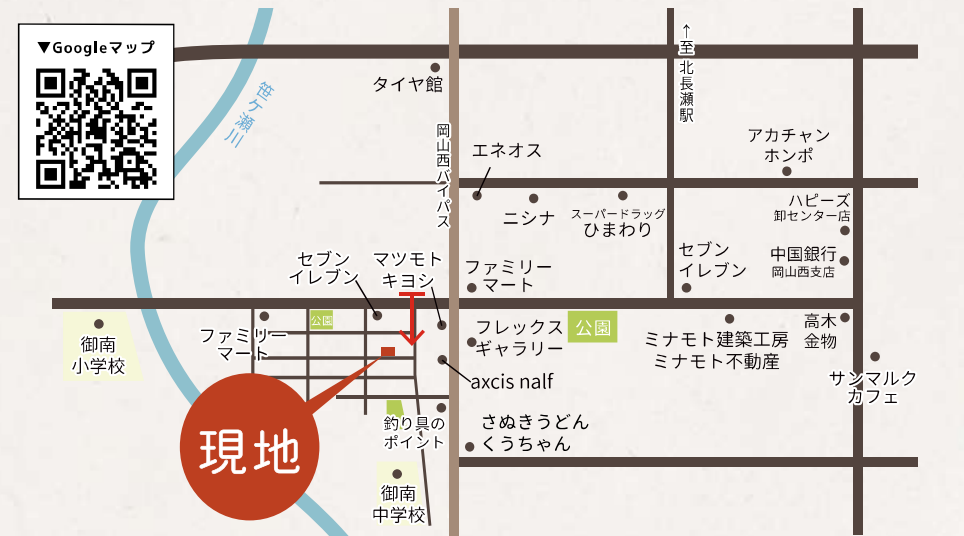 ▼Googleマップ
笹ケ瀬川
タイヤ館
岡山西バイパス
←至 北長瀬駅
エネオス
ニシナ
スーパードラッグ
ひまわり
アカチャン
ホンポ
ハピーズ
卸センター店
中国銀行
岡山西支店
セブン
イレブン
マツモト
キヨシ
ファミリー
マート
セブン
イレブン
御南
小学校
ファミリー
マート
公園
フレックス
ギャラリー
公園
ミナモト建築工房
ミナモト不動産
高木
金物
サンマルク
カフェ
axcis nalf
現地
釣り具の
ポイント
さぬきうどん
くうちゃん
御南
中学校